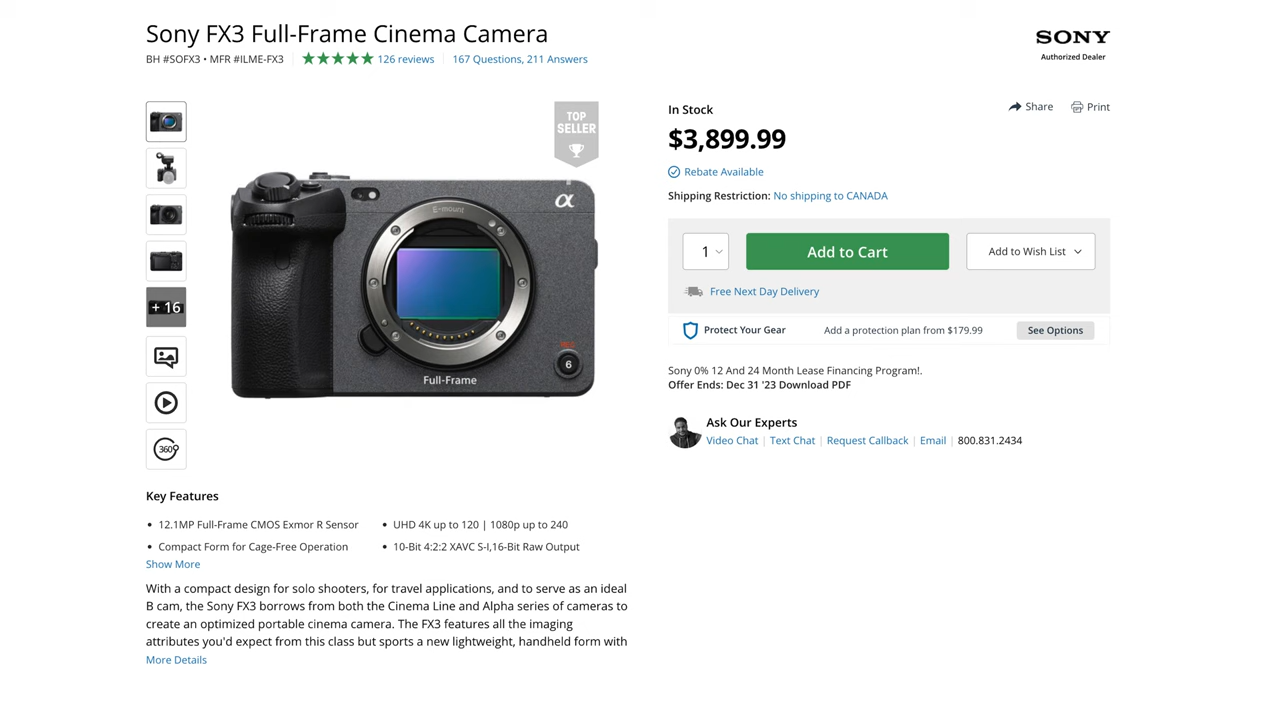 Sony FX3 Full-Frame Cinema Camera
BH #SOFX3 • MFR #ILME-FX3
126 reviews
167 Questions, 211 Answers
SONY
Authorized Dealer
TOP
SELLER
E-mount
α
REC
6
Full-Frame
+ 16
360°
In Stock
Share
Print
$3,899.99
Rebate Available
Shipping Restriction: No shipping to CANADA
1
Add to Cart
Add to Wish List
Free Next Day Delivery
Protect Your Gear
Add a protection plan from $179.99
See Options
Sony 0% 12 And 24 Month Lease Financing Program!.
Offer Ends: Dec 31 '23 Download PDF
Ask Our Experts
Video Chat | Text Chat | Request Callback | Email | 800.831.2434
Key Features
• 12.1MP Full-Frame CMOS Exmor R Sensor
• UHD 4K up to 120 | 1080p up to 240
• Compact Form for Cage-Free Operation
• 10-Bit 4:2:2 XAVC S-I,16-Bit Raw Output
Show More
With a compact design for solo shooters, for travel applications, and to serve as an ideal
B cam, the Sony FX3 borrows from both the Cinema Line and Alpha series of cameras to
create an optimized portable cinema camera. The FX3 features all the imaging
attributes you'd expect from this class but sports a new lightweight, handheld form with
More Details